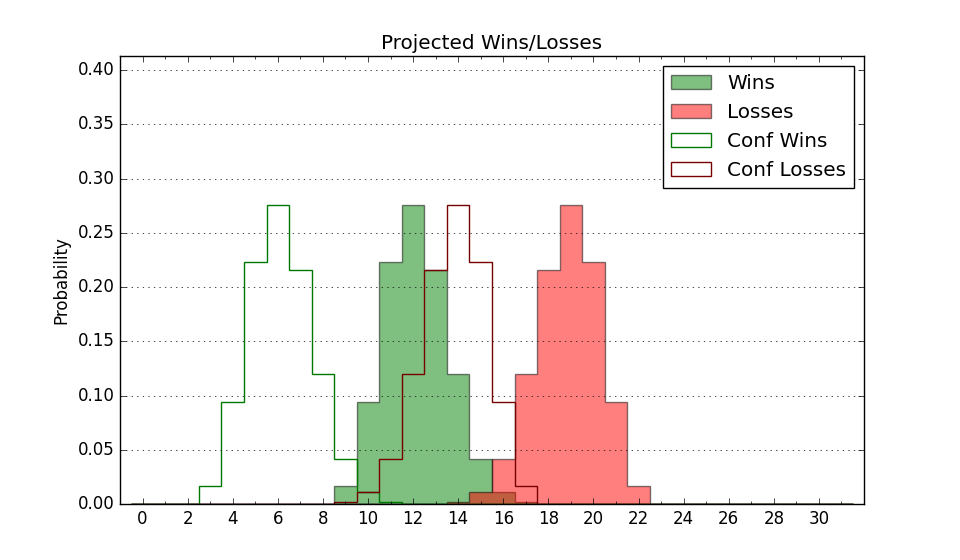 Projected Wins/Losses
Probability
0.40
0.35
0.30
0.25
0.20
0.15
0.10
0.05
0.00
0 2 4 6 8 10 12 14 16 18 20 22 24 26 28 30
Wins
Losses
Conf Wins
Conf Losses